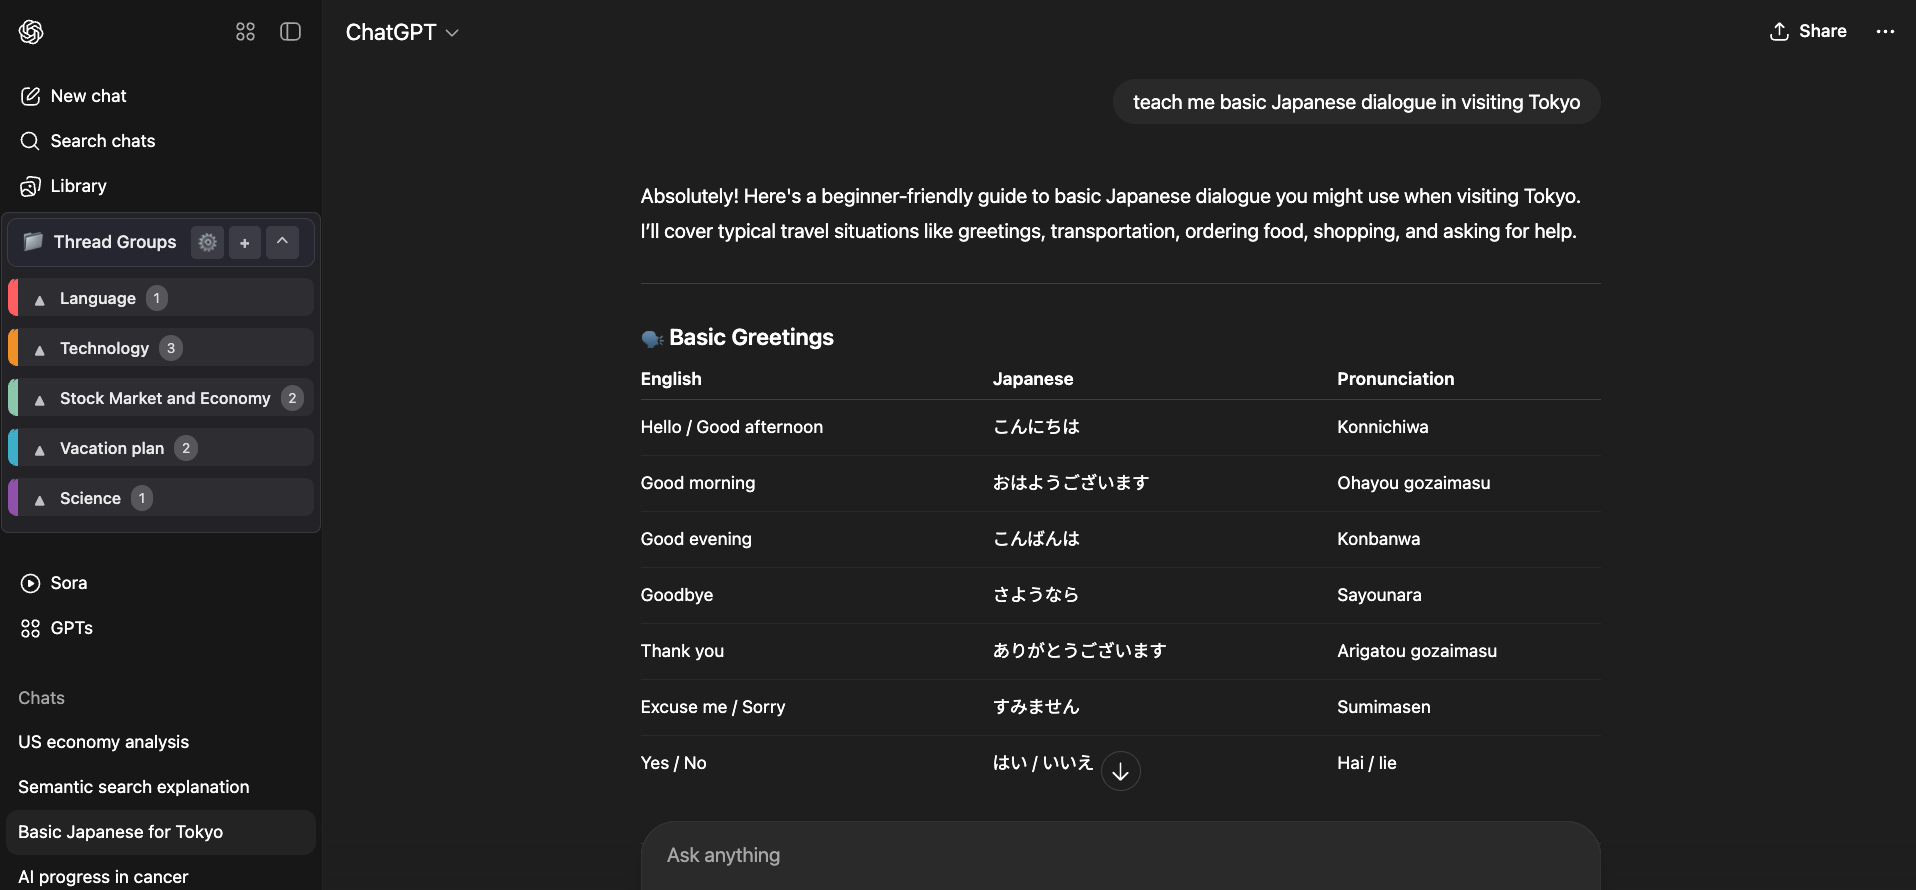 ChatGPT
Share
New chat
Search chats
Library
Thread Groups
Language 1
Technology 3
Stock Market and Economy 2
Vacation plan 2
Science 1
Sora
GPTs
Chats
US economy analysis
Semantic search explanation
Basic Japanese for Tokyo
AI progress in cancer
teach me basic Japanese dialogue in visiting Tokyo
Absolutely! Here's a beginner-friendly guide to basic Japanese dialogue you might use when visiting Tokyo.
I'll cover typical travel situations like greetings, transportation, ordering food, shopping, and asking for help.
🗣️ Basic Greetings
English Japanese Pronunciation
Hello / Good afternoon こんにちは Konnichiwa
Good morning おはようございます Ohayou gozaimasu
Good evening こんばんは Konbanwa
Goodbye さようなら Sayounara
Thank you ありがとうございます Arigatou gozaimasu
Excuse me / Sorry すみません Sumimasen
Yes / No はい / いいえ Hai / Iie
Ask anything